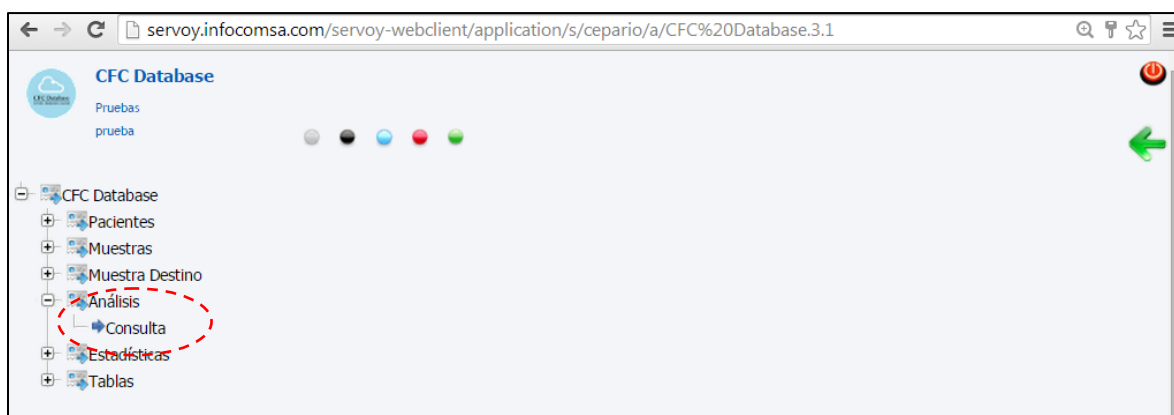 servoy.infocomsa.com/servoy-webclient/application/s/cepario/a/CFC%20Database.3.1
CFC Database
Pruebas
prueba
CFC Database
Pacientes
Muestras
Muestra Destino
Análisis
Consulta
Estadísticas
Tablas